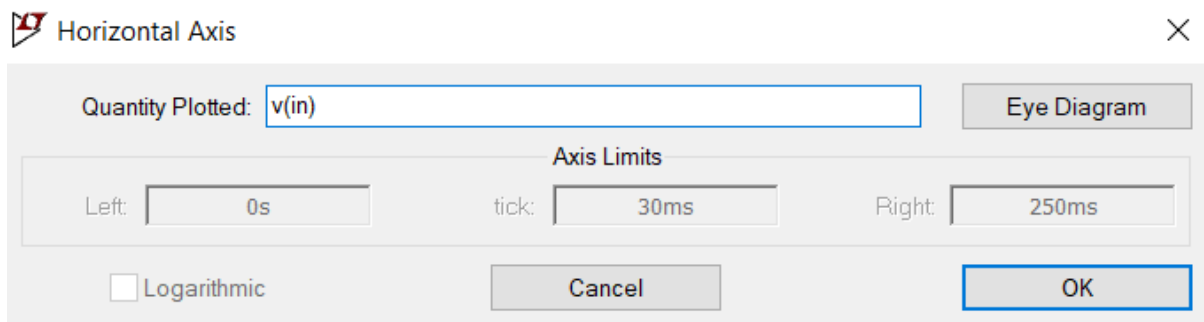 Horizontal Axis
Quantity Plotted: v(in) Eye Diagram
Axis Limits
Left: 0s tick: 30ms Right: 250ms
Logarithmic Cancel OK